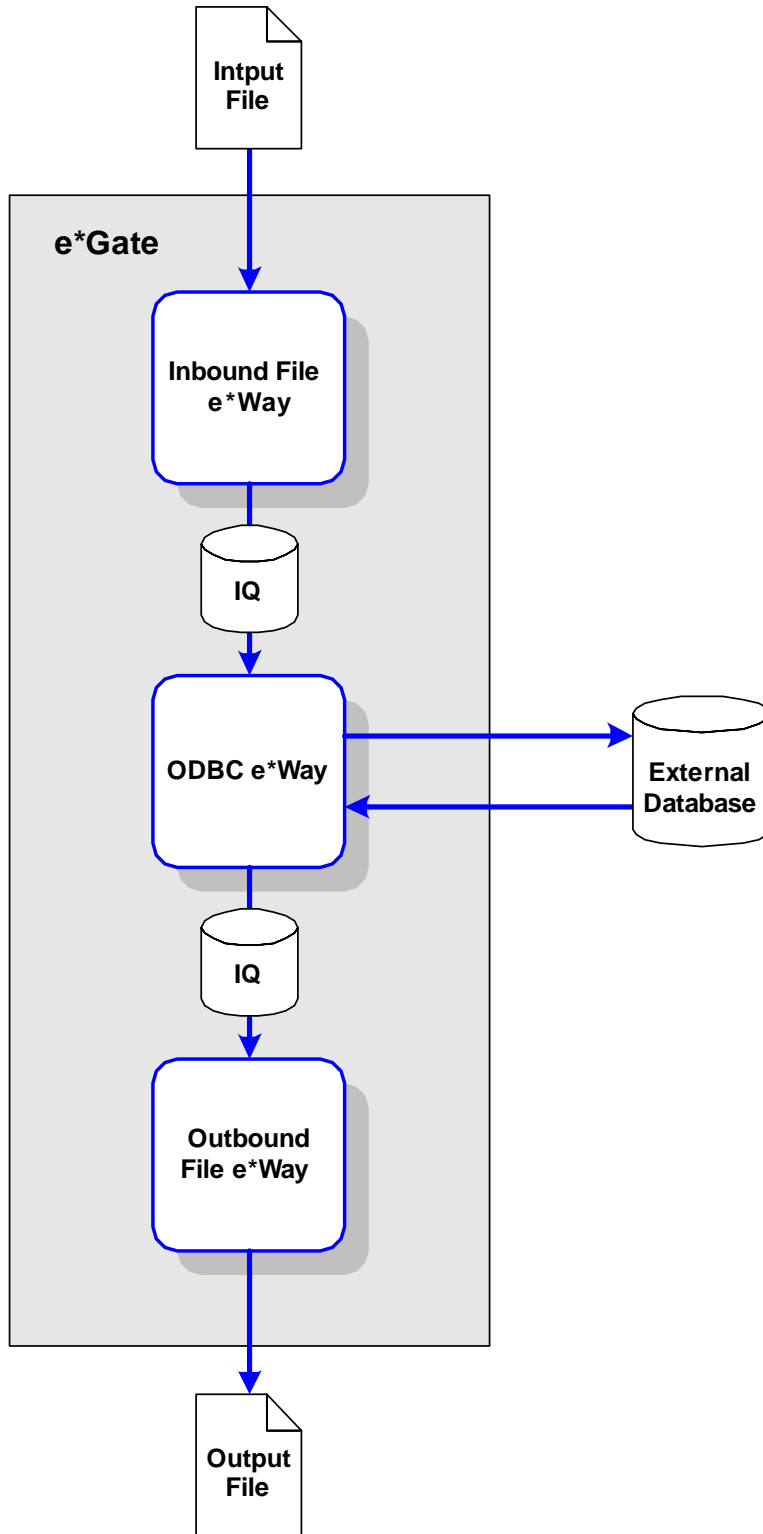 Intput
File
e*Gate
Inbound File
e*Way
IQ
ODBC e*Way
External
Database
IQ
Outbound
File e*Way
Output
File